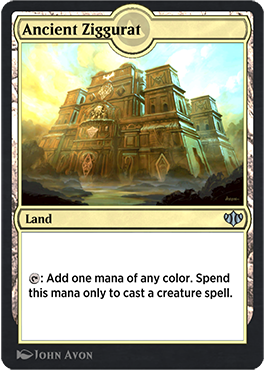 Ancient Ziggurat
Land
: Add one mana of any color. Spend
this mana only to cast a creature spell.
JOHN AVON